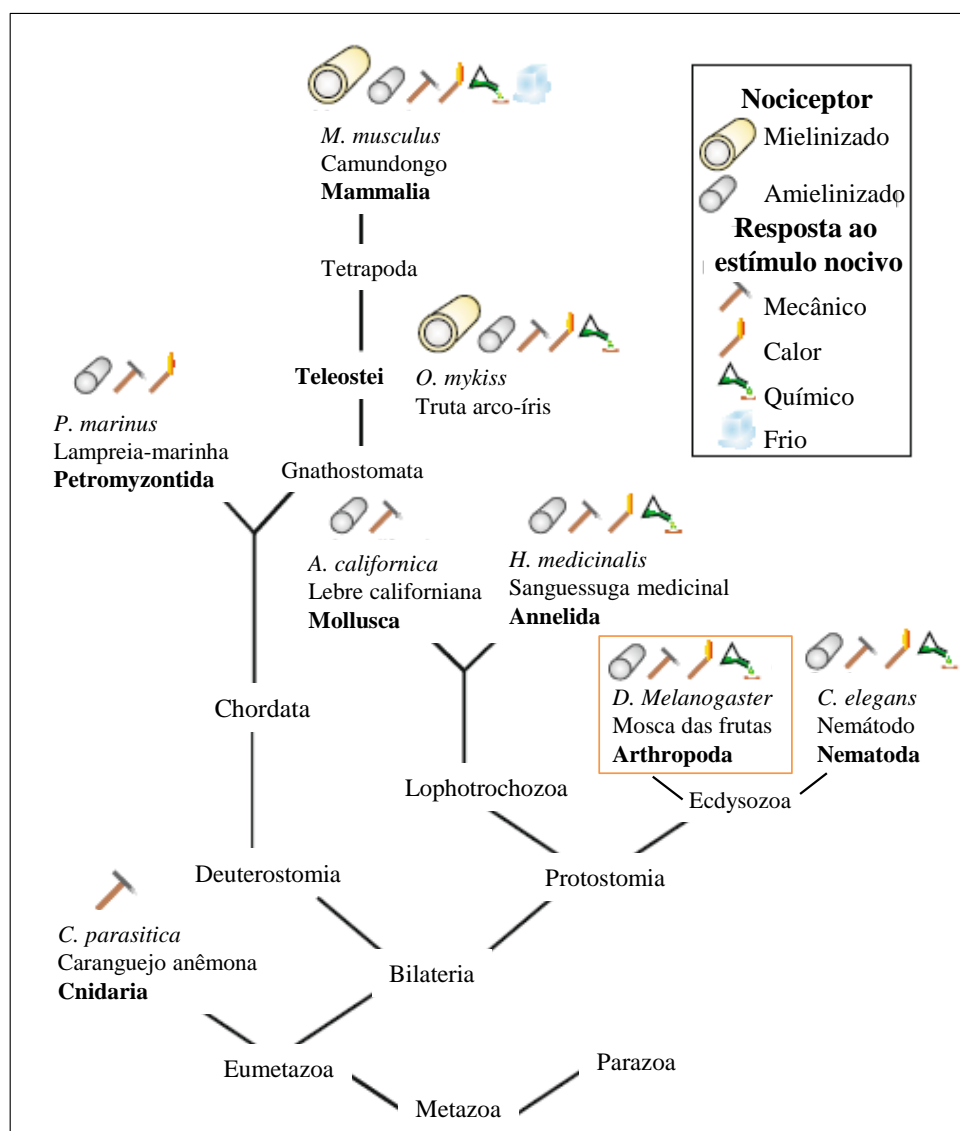 M. musculus
Camundongo
Mammalia
Tetrapoda
Nociceptor
Mielinizado
Amielinizado
Resposta ao
estímulo nocivo
Mecânico
Calor
Químico
Frio
Teleostei
O. mykiss
Truta arco-íris
P. marinus
Lampreia-marinha
Petromyzontida
Gnathostomata
A. californica
Lebre californiana
Mollusca
H. medicinalis
Sanguessuga medicinal
Annelida
D. Melanogaster
Mosca das frutas
Arthropoda
C. elegans
Nemátodo
Nematoda
Chordata
Lophotrochozoa
Ecdysozoa
Deuterostomia
Protostomia
C. parasitica
Caranguejo anêmona
Cnidaria
Bilateria
Eumetazoa
Parazoa
Metazoa